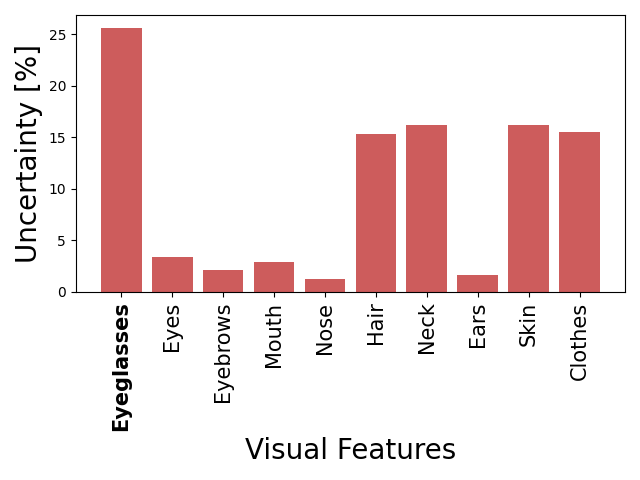 Uncertainty [%]
25
20
15
10
5
0
Eyeglasses
Eyes
Eyebrows
Mouth
Nose
Hair
Neck
Ears
Skin
Clothes
Visual Features